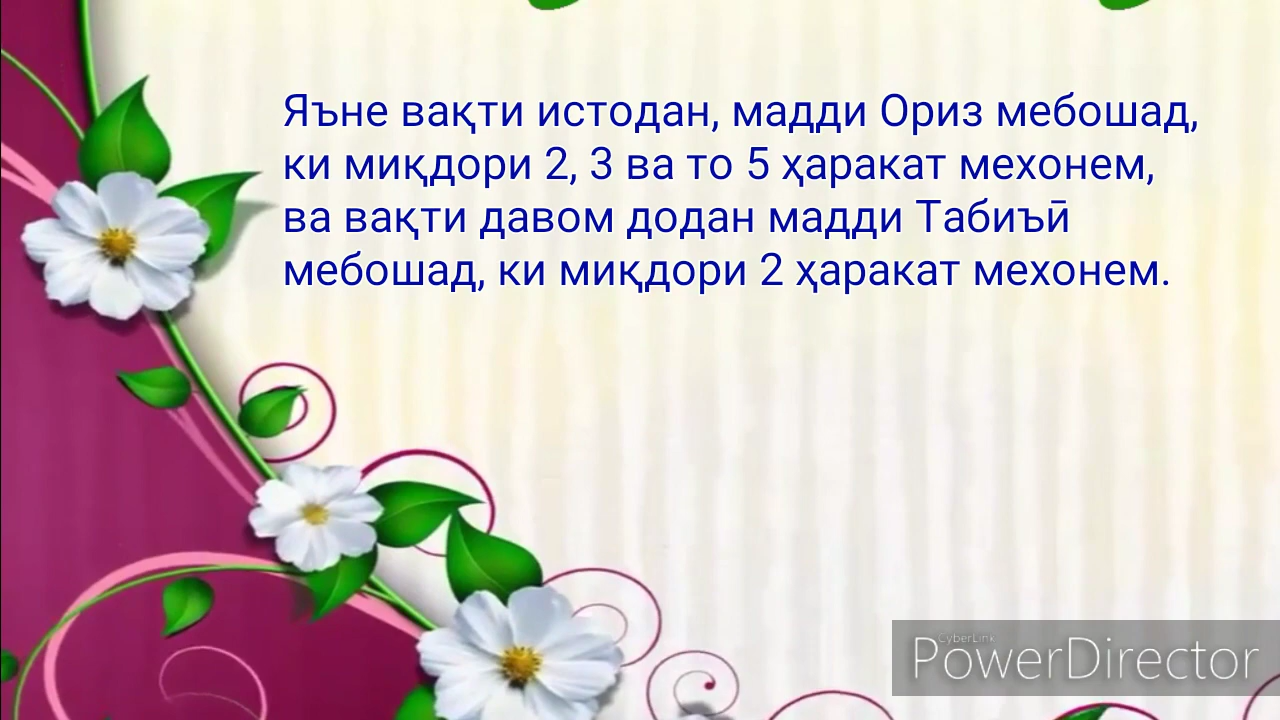 Яъне вақти истодан, мадди Ориз мебошад,
ки миқдори 2, 3 ва то 5 ҳаракат мехонем,
ва вақти давом додан мадди Табиъӣ
мебошад, ки миқдори 2 ҳаракат мехонем.
CyberLink
PowerDirector